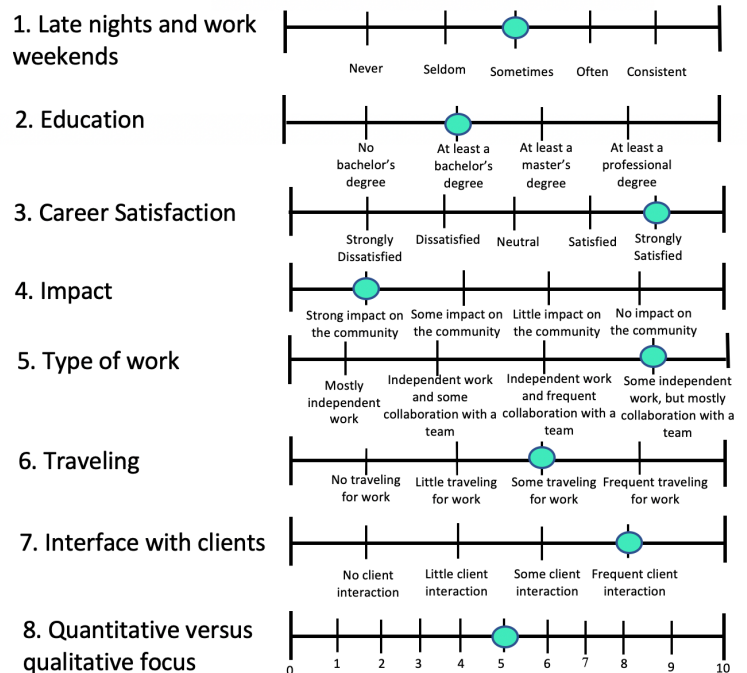 1. Late nights and work
weekends
Never Seldom Sometimes Often Consistent
2. Education
No
bachelor's
degree
At least a
bachelor's
degree
At least a
master's
degree
At least a
professional
degree
3. Career Satisfaction
Strongly
Dissatisfied
Dissatisfied
Neutral
Satisfied
Strongly
Satisfied
4. Impact
Strong impact on
the community
Some impact on
the community
Little impact on
the community
No impact on
the community
5. Type of work
Mostly
independent
work
Independent work
and some
collaboration with a
team
Independent work
and frequent
collaboration with a
team
Some independent
work, but mostly
collaboration with a
team
6. Traveling
No traveling
for work
Little traveling
for work
Some traveling
for work
Frequent traveling
for work
7. Interface with clients
No client
interaction
Little client
interaction
Some client
interaction
Frequent client
interaction
8. Quantitative versus
qualitative focus
0 1 2 3 4 5 6 7 8 9 10